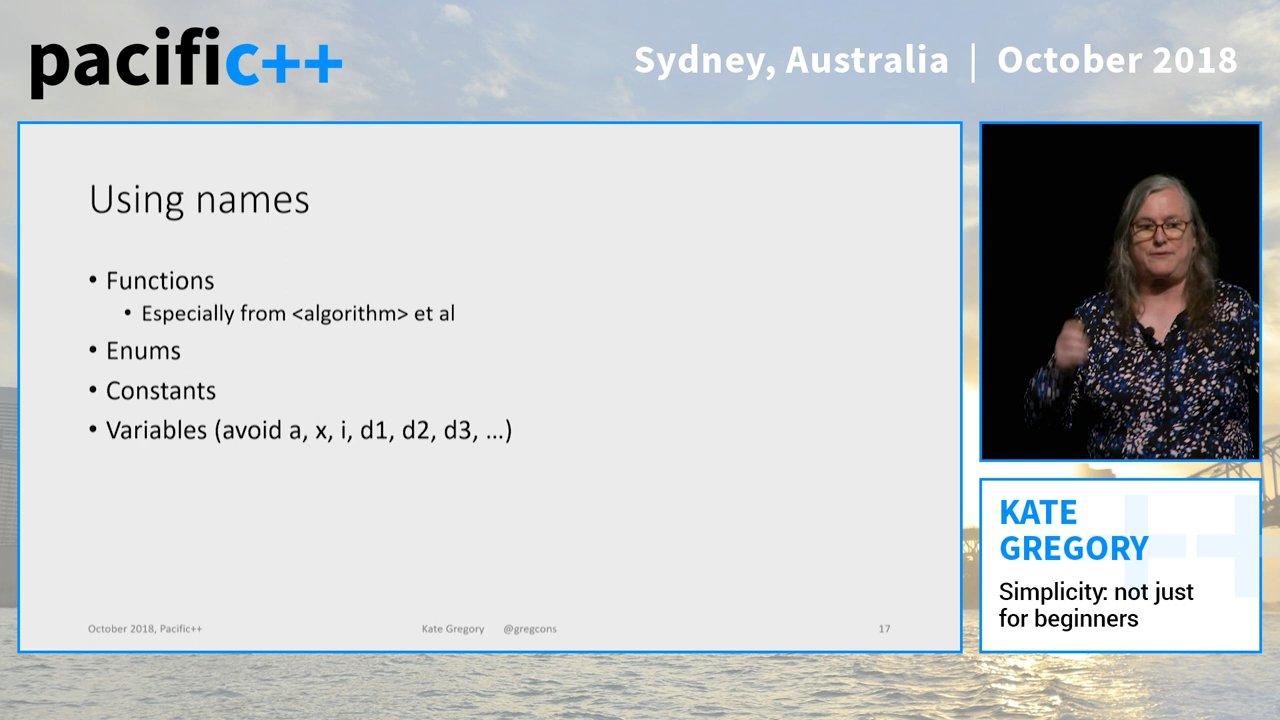 pacific++
Sydney, Australia | October 2018
Using names
• Functions
• Especially from <algorithm> et al
• Enums
• Constants
• Variables (avoid a, x, i, d1, d2, d3, ...)
October 2018, Pacific++
Kate Gregory @gregcons
17
KATE
GREGORY
Simplicity: not just
for beginners